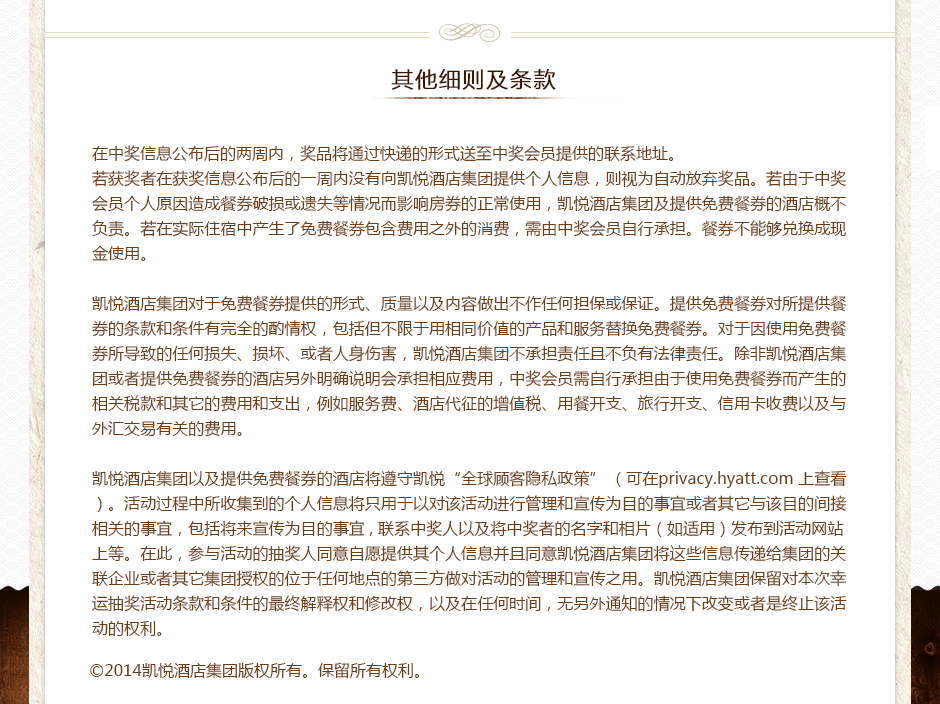 其他细则及条款
在中奖信息公布后的两周内，奖品将通过快递的形式送至中奖会员提供的联系地址。
若获奖者在获奖信息公布后的一周内没有向凯悦酒店集团提供个人信息，则视为自动放弃奖品。若由于中奖
会员个人原因造成餐券破损或遗失等情况而影响房券的正常使用，凯悦酒店集团及提供免费餐券的酒店概不
负责。若在实际住宿中产生了免费餐券包含费用之外的消费，需由中奖会员自行承担。餐券不能够兑换成现
金使用。
凯悦酒店集团对于免费餐券提供的形式、质量以及内容做出不作任何担保或保证。提供免费餐券对所提供餐
券的条款和条件有完全的酌情权，包括但不限于用相同价值的产品和服务替换免费餐券。对于因使用免费餐
券所导致的任何损失、损坏、或者人身伤害，凯悦酒店集团不承担责任且不负有法律责任。除非凯悦酒店集
团或者提供免费餐券的酒店另外明确说明会承担相应费用，中奖会员需自行承担由于使用免费餐券而产生的
相关税款和其它的费用和支出，例如服务费、酒店代征的增值税、用餐开支、旅行开支、信用卡收费以及与
外汇交易有关的费用。
凯悦酒店集团以及提供免费餐券的酒店将遵守凯悦“全球顾客隐私政策” （可在privacy.hyatt.com 上查看
）。活动过程中所收集到的个人信息将只用于以对该活动进行管理和宣传为目的事宜或者其它与该目的间接
相关的事宜，包括将来宣传为目的事宜 , 联系中奖人以及将中奖者的名字和相片（如适用）发布到活动网站
上等。在此，参与活动的抽奖人同意自愿提供其个人信息并且同意凯悦酒店集团将这些信息传递给集团的关
联企业或者其它集团授权的位于任何地点的第三方做对活动的管理和宣传之用。凯悦酒店集团保留对本次幸
运抽奖活动条款和条件的最终解释权和修改权，以及在任何时间，无另外通知的情况下改变或者是终止该活
动的权利。
©2014凯悦酒店集团版权所有。保留所有权利。